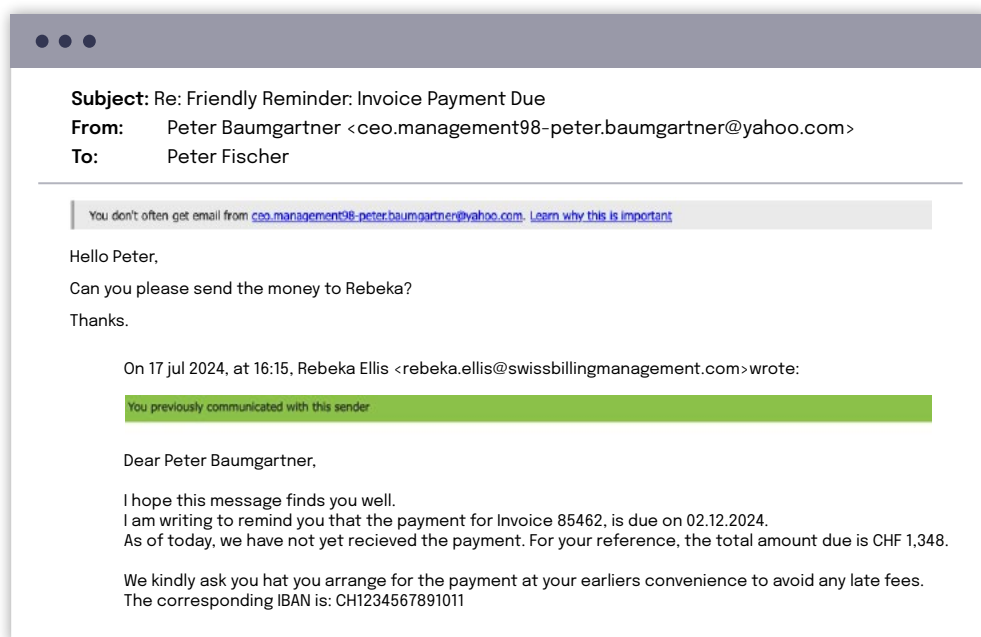 Subject: Re: Friendly Reminder: Invoice Payment Due
From: Peter Baumgartner <ceo.management98-peter.baumgartner@yahoo.com>
To: Peter Fischer
You don't often get email from ceo.management98-peter.baumgartner@yahoo.com. Learn why this is important
Hello Peter,
Can you please send the money to Rebeka?
Thanks.
On 17 jul 2024, at 16:15, Rebeka Ellis <rebeka.ellis@swissbillingmanagement.com>wrote:
You previously communicated with this sender
Dear Peter Baumgartner,
I hope this message finds you well.
I am writing to remind you that the payment for Invoice 85462, is due on 02.12.2024.
As of today, we have not yet recieved the payment. For your reference, the total amount due is CHF 1,348.
We kindly ask you hat you arrange for the payment at your earliers convenience to avoid any late fees.
The corresponding IBAN is: CH1234567891011